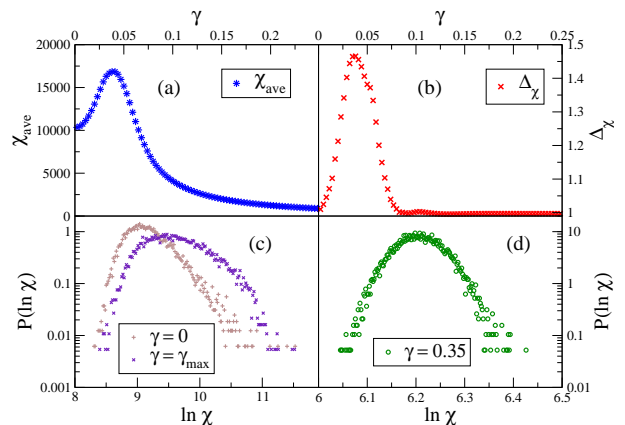 γ γ
0 0.05 0.1 0.15 0.2 0 0.05 0.1 0.15 0.2 0.25
20000 1.5
(a) χave (b) Δχ
15000 1.4
χave 10000 1.3 Δχ
5000 1.2
1.1
0 1
1 (c) (d) 10
P(ln χ) 0.1 1 P(ln χ)
0.01 γ = 0 γ = 0.35 0.1
γ = γmax
0.001 0.01
8 9 10 11 6 6.1 6.2 6.3 6.4 6.5
ln χ ln χ